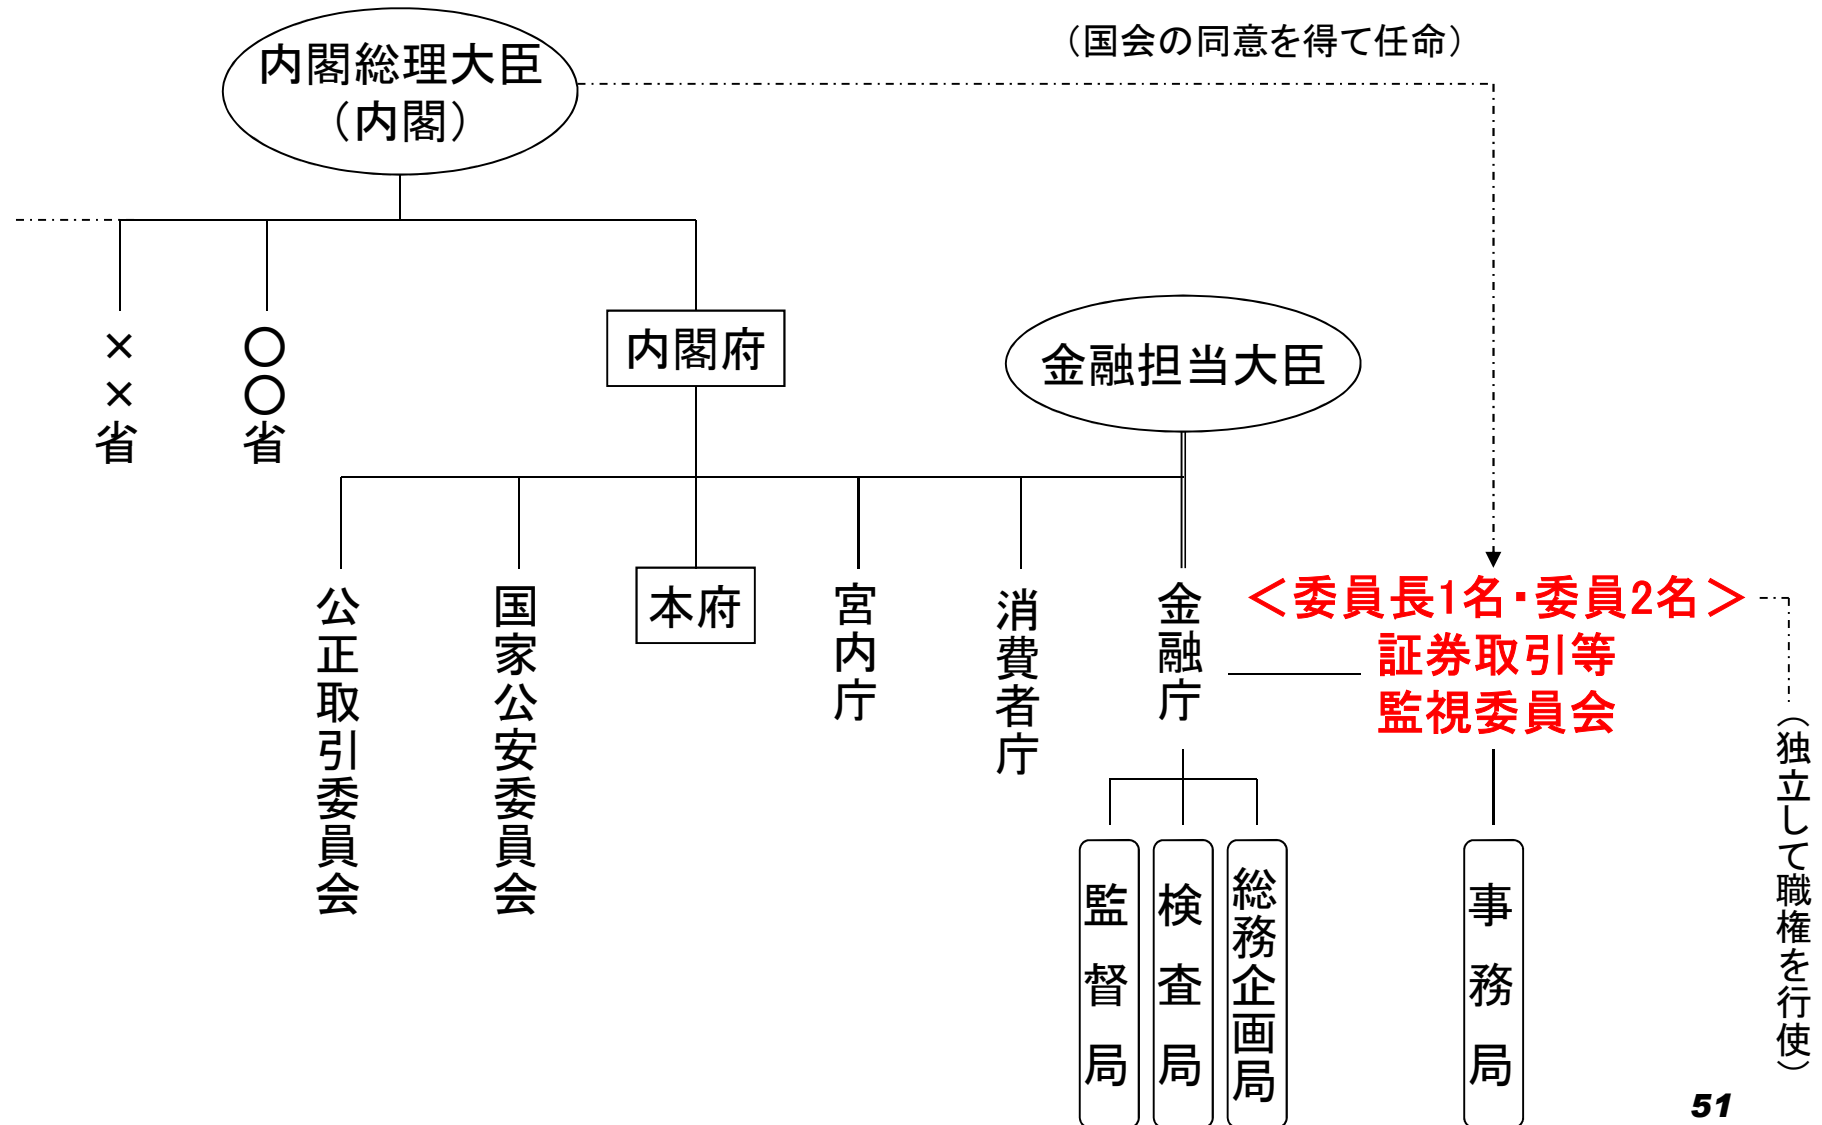 内閣総理大臣
（内閣）
（国会の同意を得て任命）
××省
〇〇省
内閣府
金融担当大臣
公正取引委員会
国家公安委員会
本府
宮内庁
消費者庁
金融庁
＜委員長1名・委員2名＞
証券取引等
監視委員会
（独立して職権を行使）
監督局
検査局
総務企画局
事務局
51